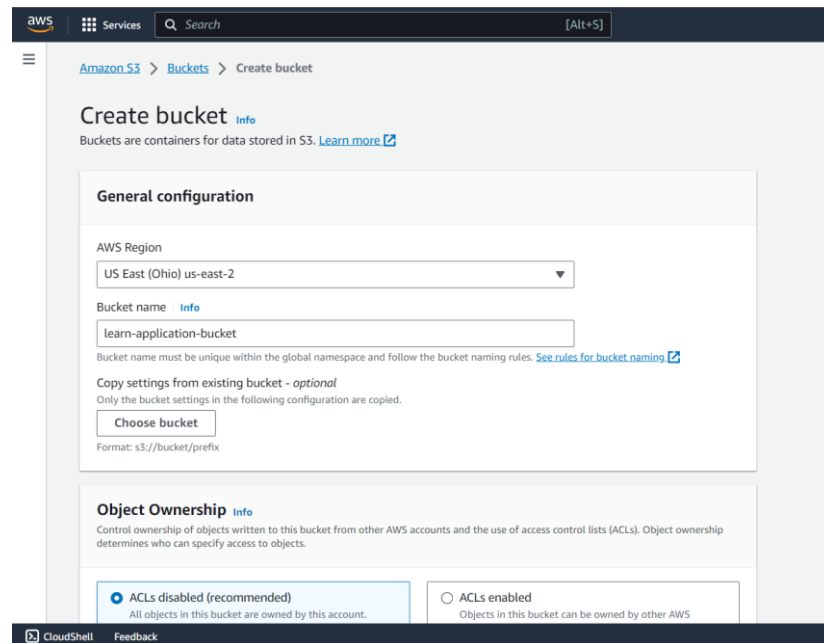 aws
Services
Search
[Alt+S]
Amazon S3 > Buckets > Create bucket
Create bucket Info
Buckets are containers for data stored in S3. Learn more
General configuration
AWS Region
US East (Ohio) us-east-2
Bucket name Info
learn-application-bucket
Bucket name must be unique within the global namespace and follow the bucket naming rules. See rules for bucket naming
Copy settings from existing bucket - optional
Only the bucket settings in the following configuration are copied.
Choose bucket
Format: s3://bucket/prefix
Object Ownership Info
Control ownership of objects written to this bucket from other AWS accounts and the use of access control lists (ACLs). Object ownership
determines who can specify access to objects.
ACLs disabled (recommended)
All objects in this bucket are owned by this account.
ACLs enabled
Objects in this bucket can be owned by other AWS
CloudShell Feedback